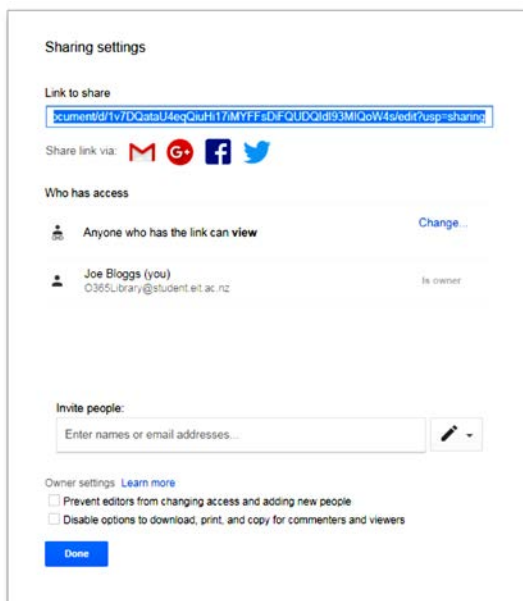 Sharing settings
Link to share
ocument/d/1v7DQataU4eqQiuHi17iMYFFsDiFQUDQIdI93MIQoW4s/edit?usp=sharing
Share link via:
Who has access
Anyone who has the link can view
Change...
Joe Bloggs (you)
Is owner
O365Library@student.eit.ac.nz
Invite people:
Enter names or email addresses...
Owner settings Learn more
Prevent editors from changing access and adding new people
Disable options to download, print, and copy for commenters and viewers
Done